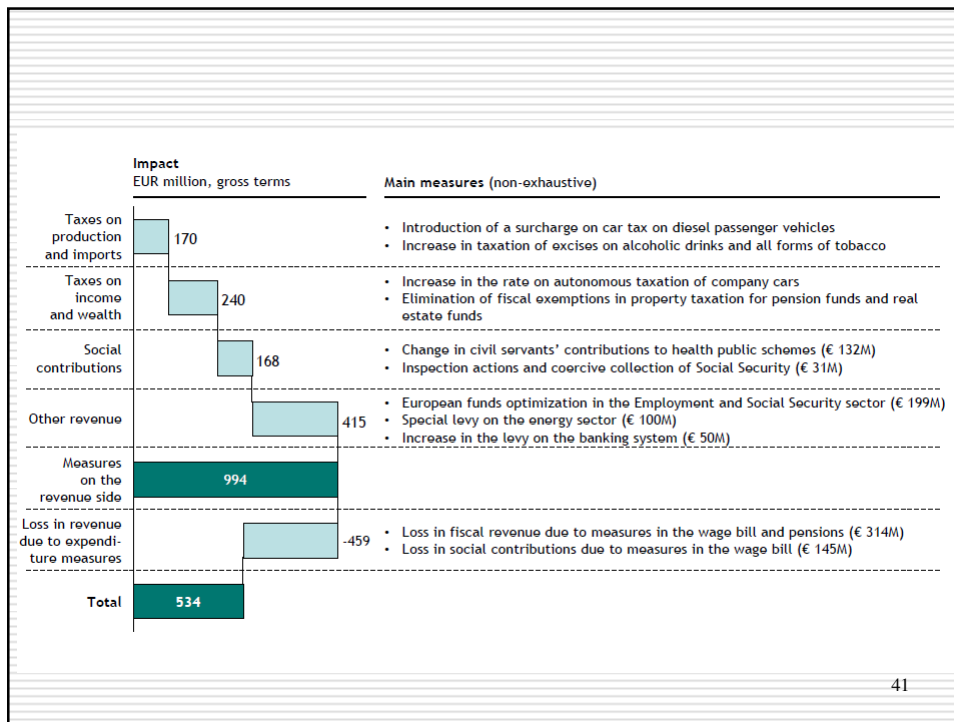 Impact
EUR million, gross terms
Main measures (non-exhaustive)
Taxes on
production
and imports
170
• Introduction of a surcharge on car tax on diesel passenger vehicles
• Increase in taxation of excises on alcoholic drinks and all forms of tobacco
Taxes on
income
and wealth
240
• Increase in the rate on autonomous taxation of company cars
• Elimination of fiscal exemptions in property taxation for pension funds and real
estate funds
Social
contributions
168
• Change in civil servants' contributions to health public schemes (€ 132M)
• Inspection actions and coercive collection of Social Security (€ 31M)
Other revenue
415
• European funds optimization in the Employment and Social Security sector (€ 199M)
• Special levy on the energy sector (€ 100M)
• Increase in the levy on the banking system (€ 50M)
Measures
on the
revenue side
994
Loss in revenue
due to expendi-
ture measures
-459
• Loss in fiscal revenue due to measures in the wage bill and pensions (€ 314M)
• Loss in social contributions due to measures in the wage bill (€ 145M)
Total
534
41